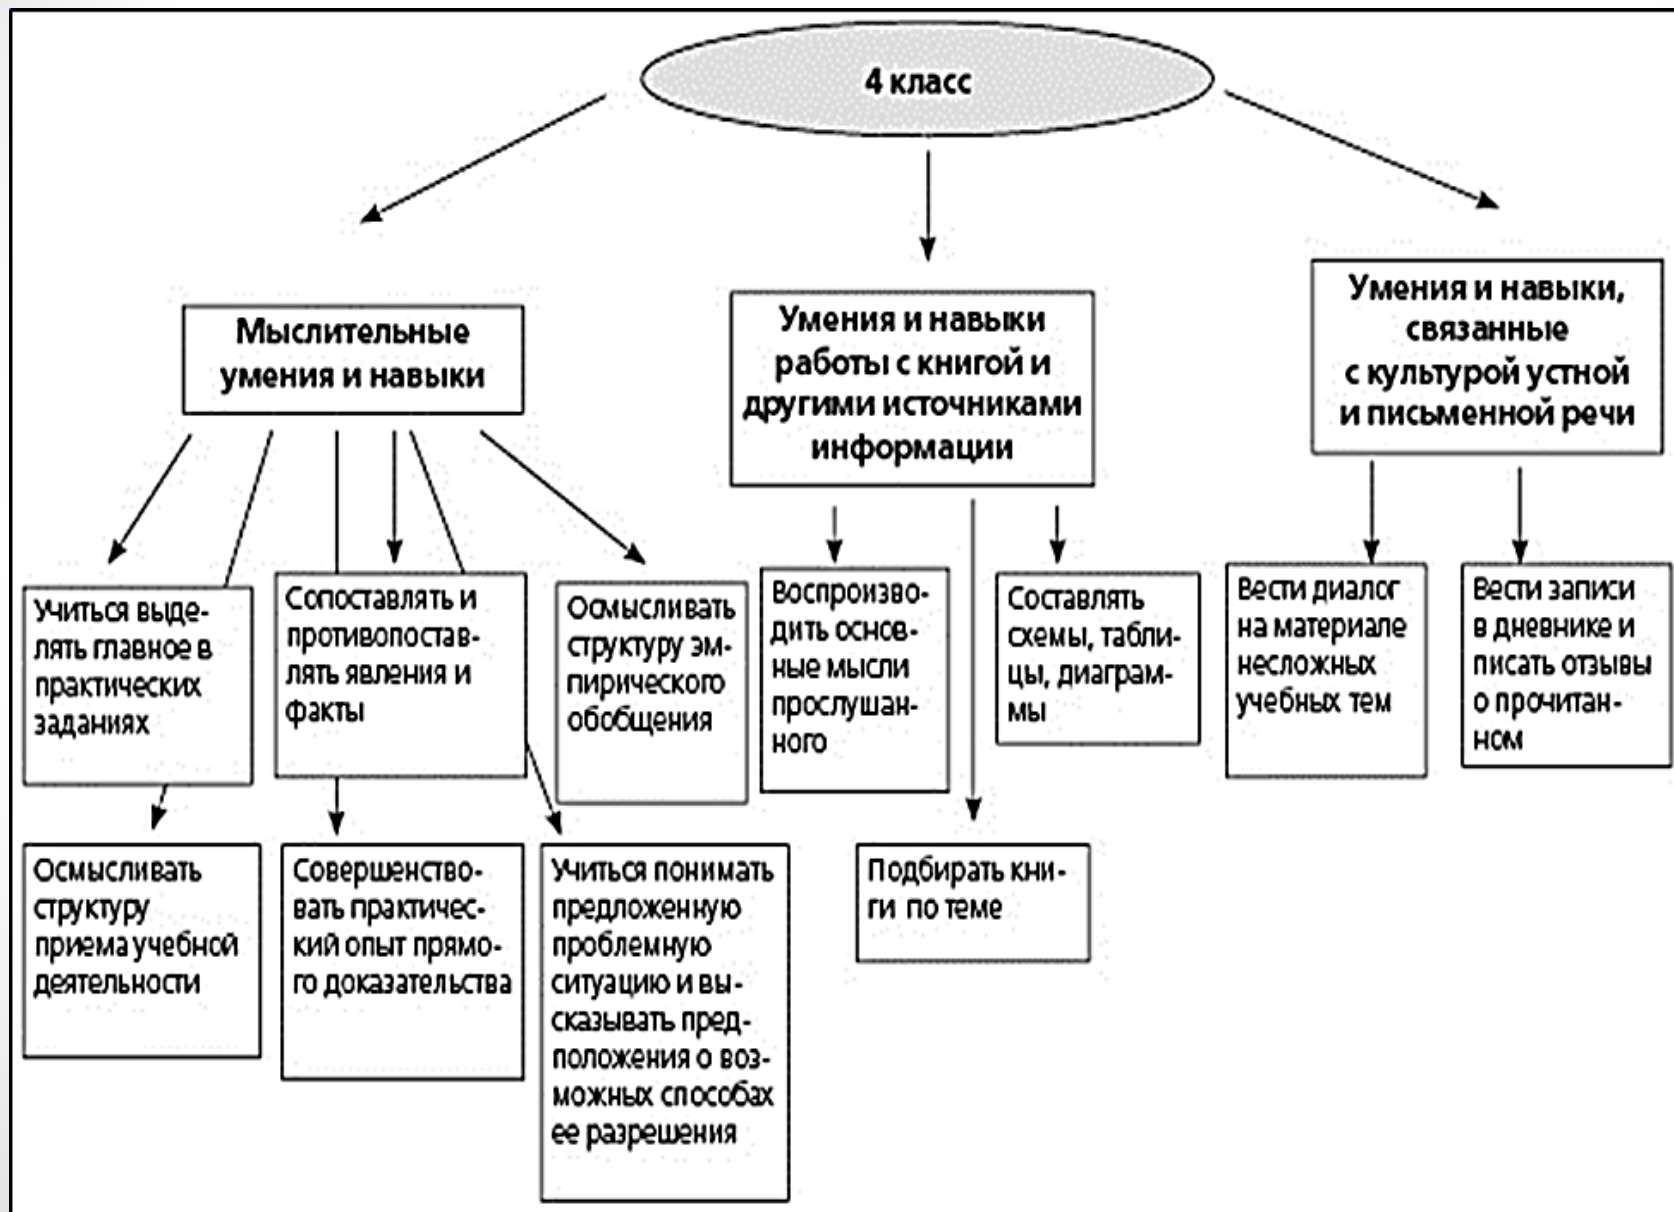 4 класс
Мыслительные
умения и навыки
Умения и навыки
работы с книгой и
другими источниками
информации
Умения и навыки,
связанные
с культурой устной
и письменной речи
Учиться выде-
лять главное в
практических
заданиях
Сопоставлять и
противопостав-
лять явления и
факты
Осмысливать
структуру эм-
пирического
обобщения
Воспроизво-
дить основ-
ные мысли
прослушан-
ного
Составлять
схемы, табли-
цы, диаграм-
мы
Вести диалог
на материале
несложных
учебных тем
Вести записи
в дневнике и
писать отзывы
о прочитан-
ном
Осмысливать
структуру
приема учебной
деятельности
Совершенство-
вать практичес-
кий опыт прямо-
го доказательства
Учиться понимать
предложенную
проблемную
ситуацию и вы-
сказывать пред-
положения о воз-
можных способах
ее разрешения
Подбирать кни-
ги по теме